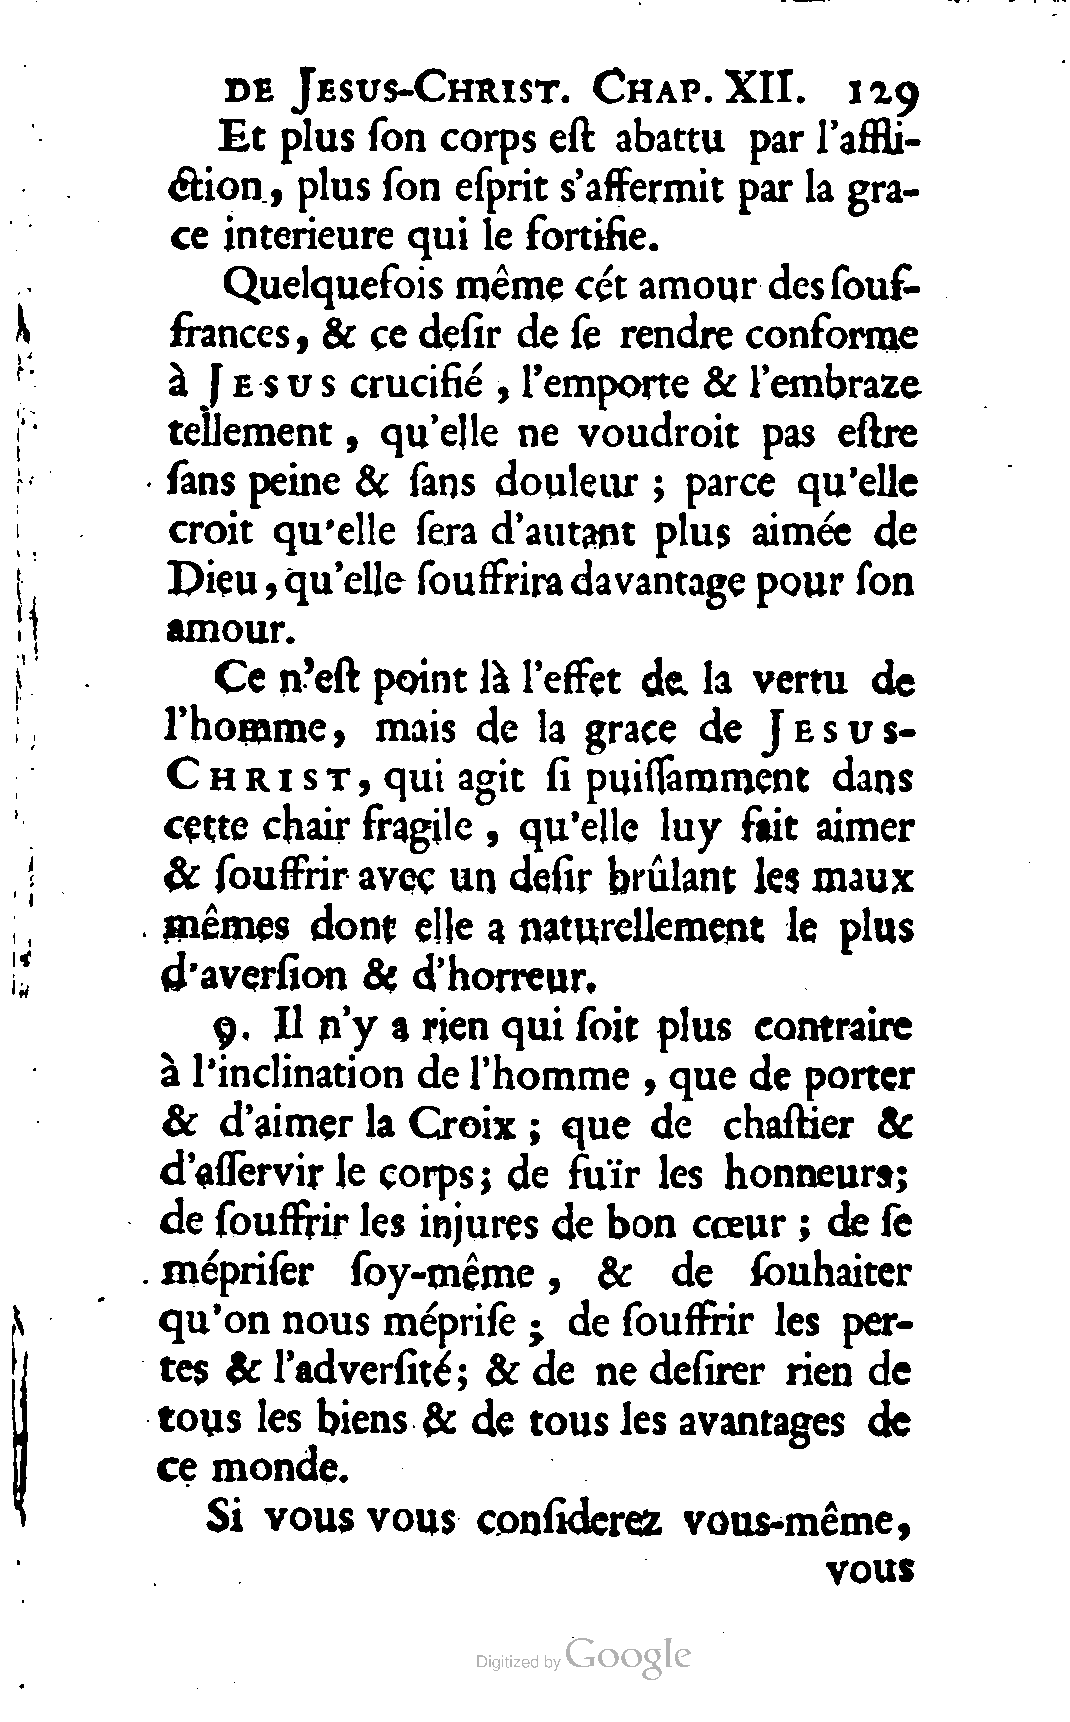 DE JESUS-CHRIST. CHAP. XII. 129
Et plus ſon corps eſt abattu par l'affli-
ction, plus ſon eſprit s'affermit par la gra-
ce interieure qui le fortifie.
Quelquefois même cét amour des ſouf-
frances, & ce deſir de ſe rendre conforme
à JESUS crucifié, l'emporte & l'embraze
tellement, qu'elle ne voudroit pas eſtre
ſans peine & ſans douleur ; parce qu'elle
croit qu'elle ſera d'autant plus aimée de
Dieu, qu'elle ſouffrira davantage pour ſon
amour.
Ce n'eſt point là l'effet de la vertu de
l'homme, mais de la grace de JESUS-
CHRIST, qui agit ſi puiſſamment dans
cette chair fragile, qu'elle luy fait aimer
& ſouffrir avec un deſir brûlant les maux
mêmes dont elle a naturellement le plus
d'averſion & d'horreur.
9. Il n'y a rien qui ſoit plus contraire
à l'inclination de l'homme, que de porter
& d'aimer la Croix ; que de chaſtier &
d'aſſervir le corps; de fuïr les honneurs;
de ſouffrir les injures de bon cœur ; de ſe
mépriſer ſoy-même, & de ſouhaiter
qu'on nous mépriſe ; de ſouffrir les per-
tes & l'adverſité; & de ne deſirer rien de
tous les biens & de tous les avantages de
ce monde.
Si vous vous conſiderez vous-même,
vous
Digitized by Google